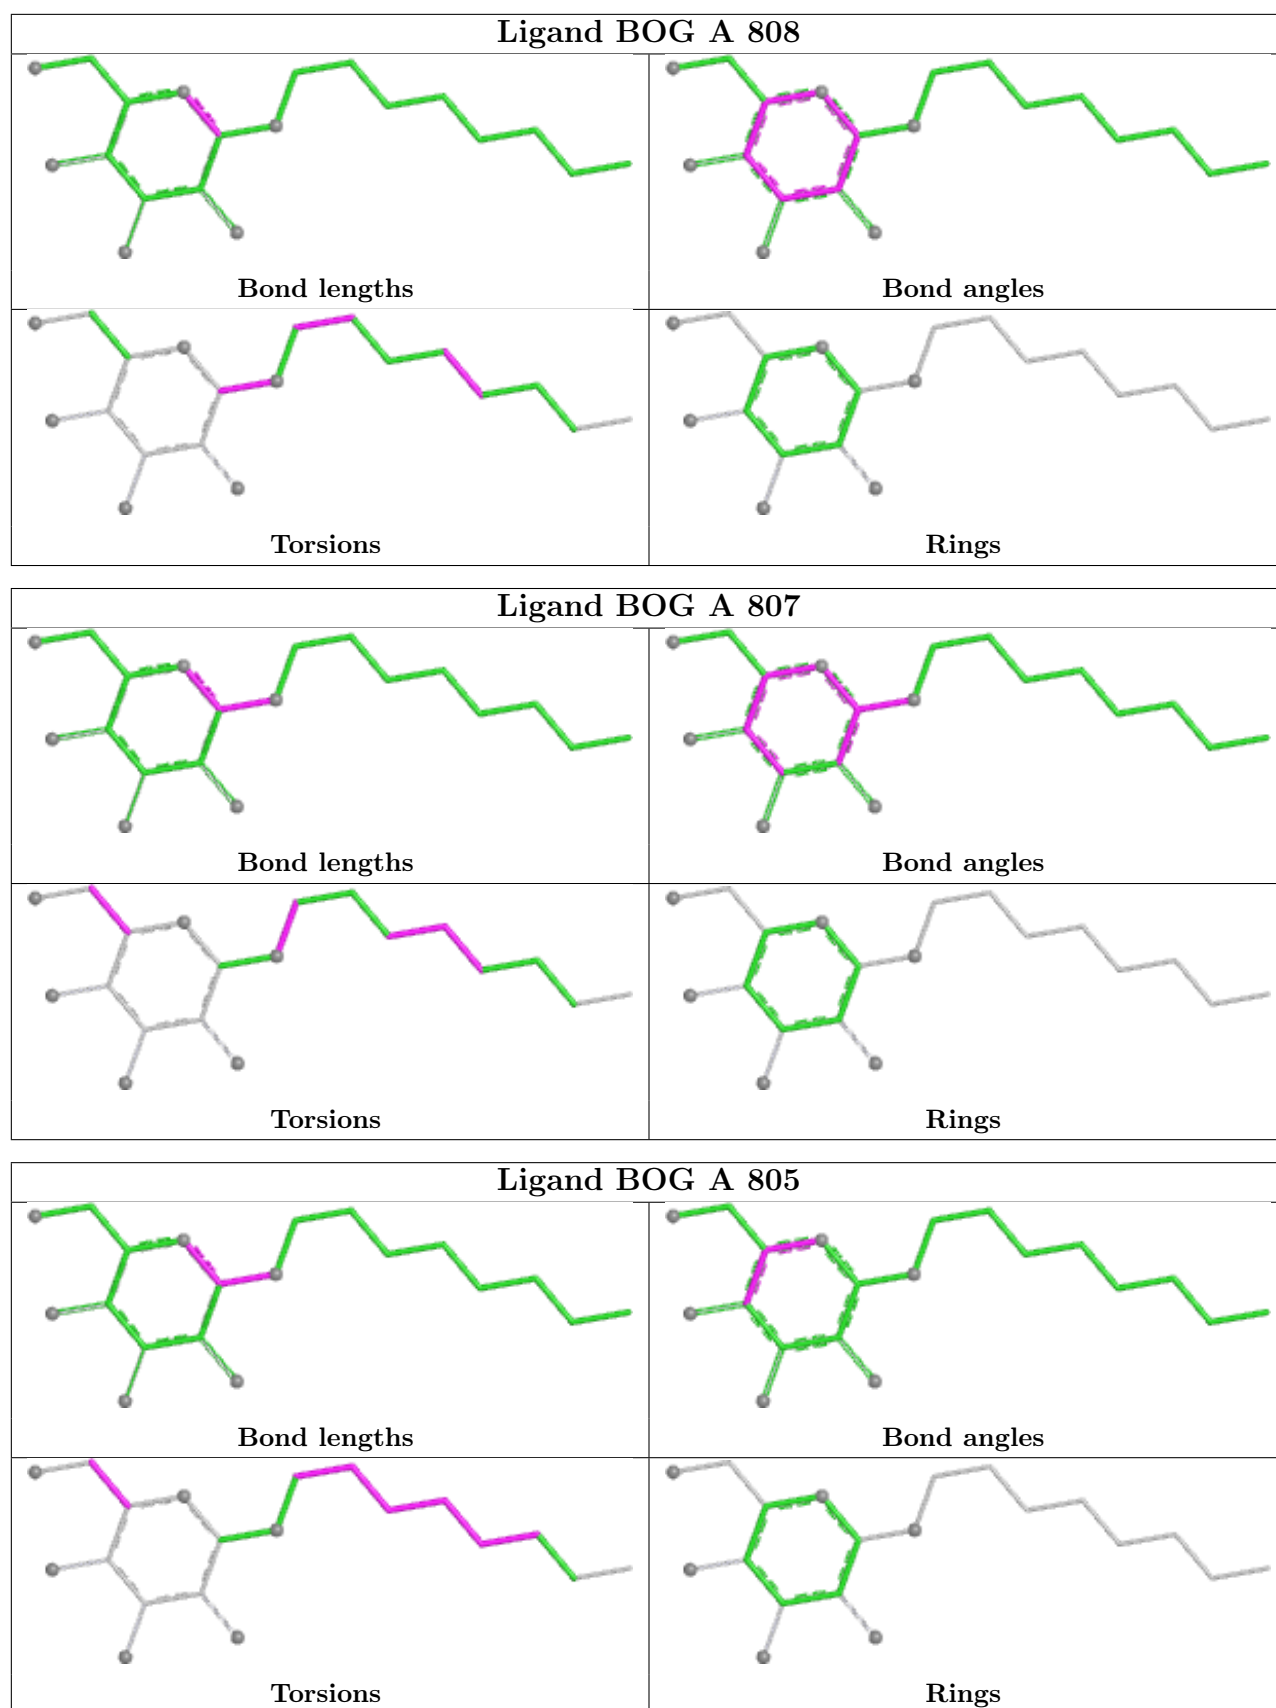 Ligand BOG A 808
Bond lengths
Bond angles
Torsions
Rings
Ligand BOG A 807
Bond lengths
Bond angles
Torsions
Rings
Ligand BOG A 805
Bond lengths
Bond angles
Torsions
Rings